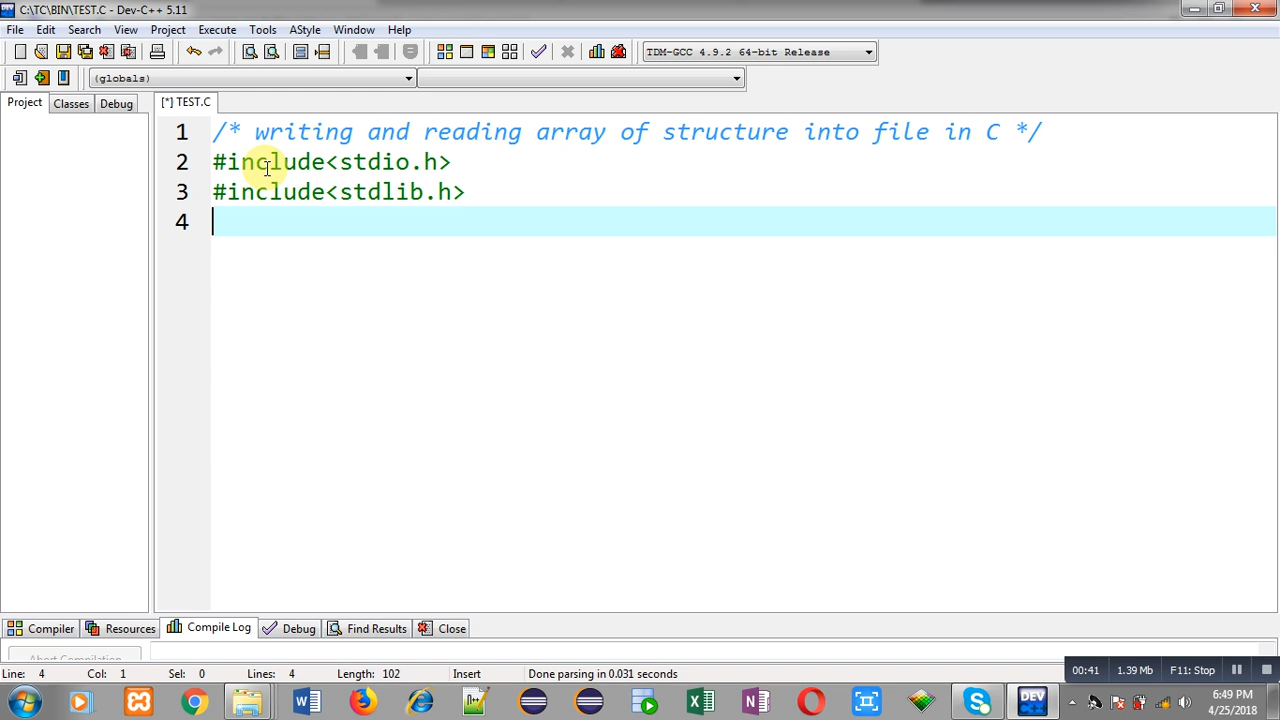 C:\TC\BIN\TEST.C - Dev-C++ 5.11
File Edit Search View Project Execute Tools AStyle Window Help
TDM-GCC 4.9.2 64-bit Release
(globals)
Project Classes Debug [*] TEST.C
1 /* writing and reading array of structure into file in C */
2 #include<stdio.h>
3 #include<stdlib.h>
4
Compiler Resources Compile Log Debug Find Results Close
Abort Compilation
Line: 4 Col: 1 Sel: 0 Lines: 4 Length: 102 Insert Done parsing in 0.031 seconds
00:41 1.39 Mb F11: Stop
DEV
6:49 PM
4/25/2018